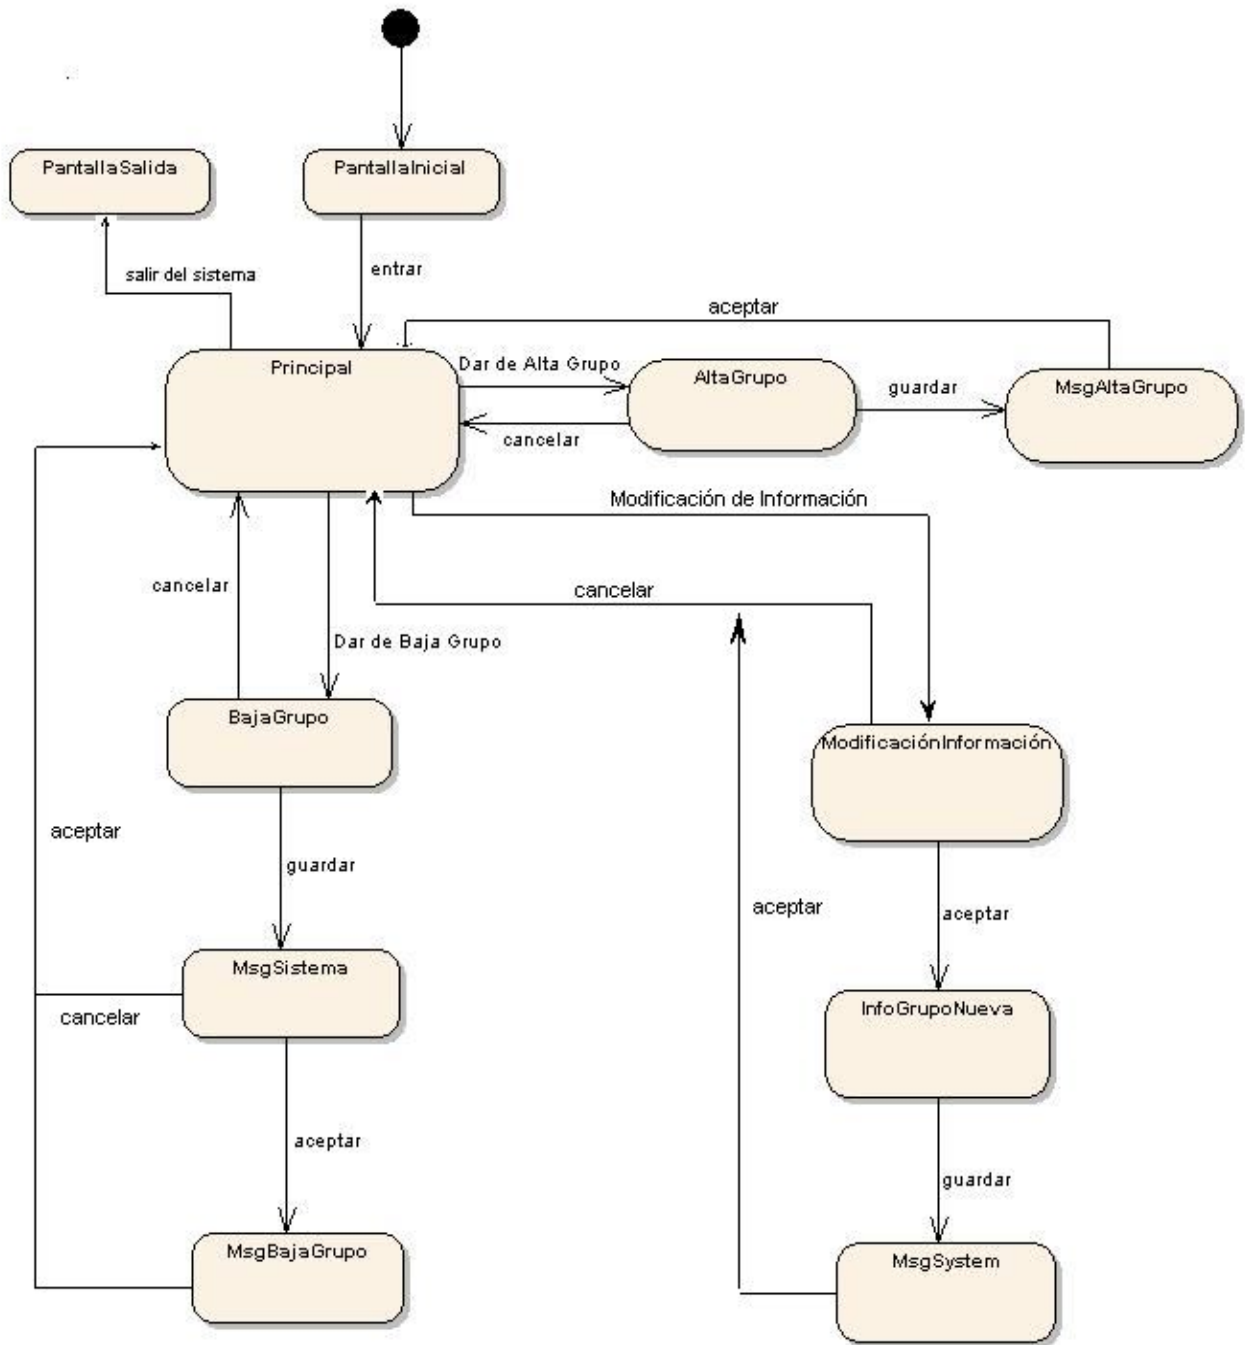 PantallaSalida
PantallaInicial
salir del sistema
entrar
aceptar
Principal
Dar de Alta Grupo
AltaGrupo
guardar
MsgAltaGrupo
cancelar
Modificación de Información
cancelar
cancelar
Dar de Baja Grupo
BajaGrupo
ModificaciónInformación
aceptar
guardar
aceptar
aceptar
MsgSistema
cancelar
InfoGrupoNueva
aceptar
guardar
MsgBajaGrupo
MsgSystem